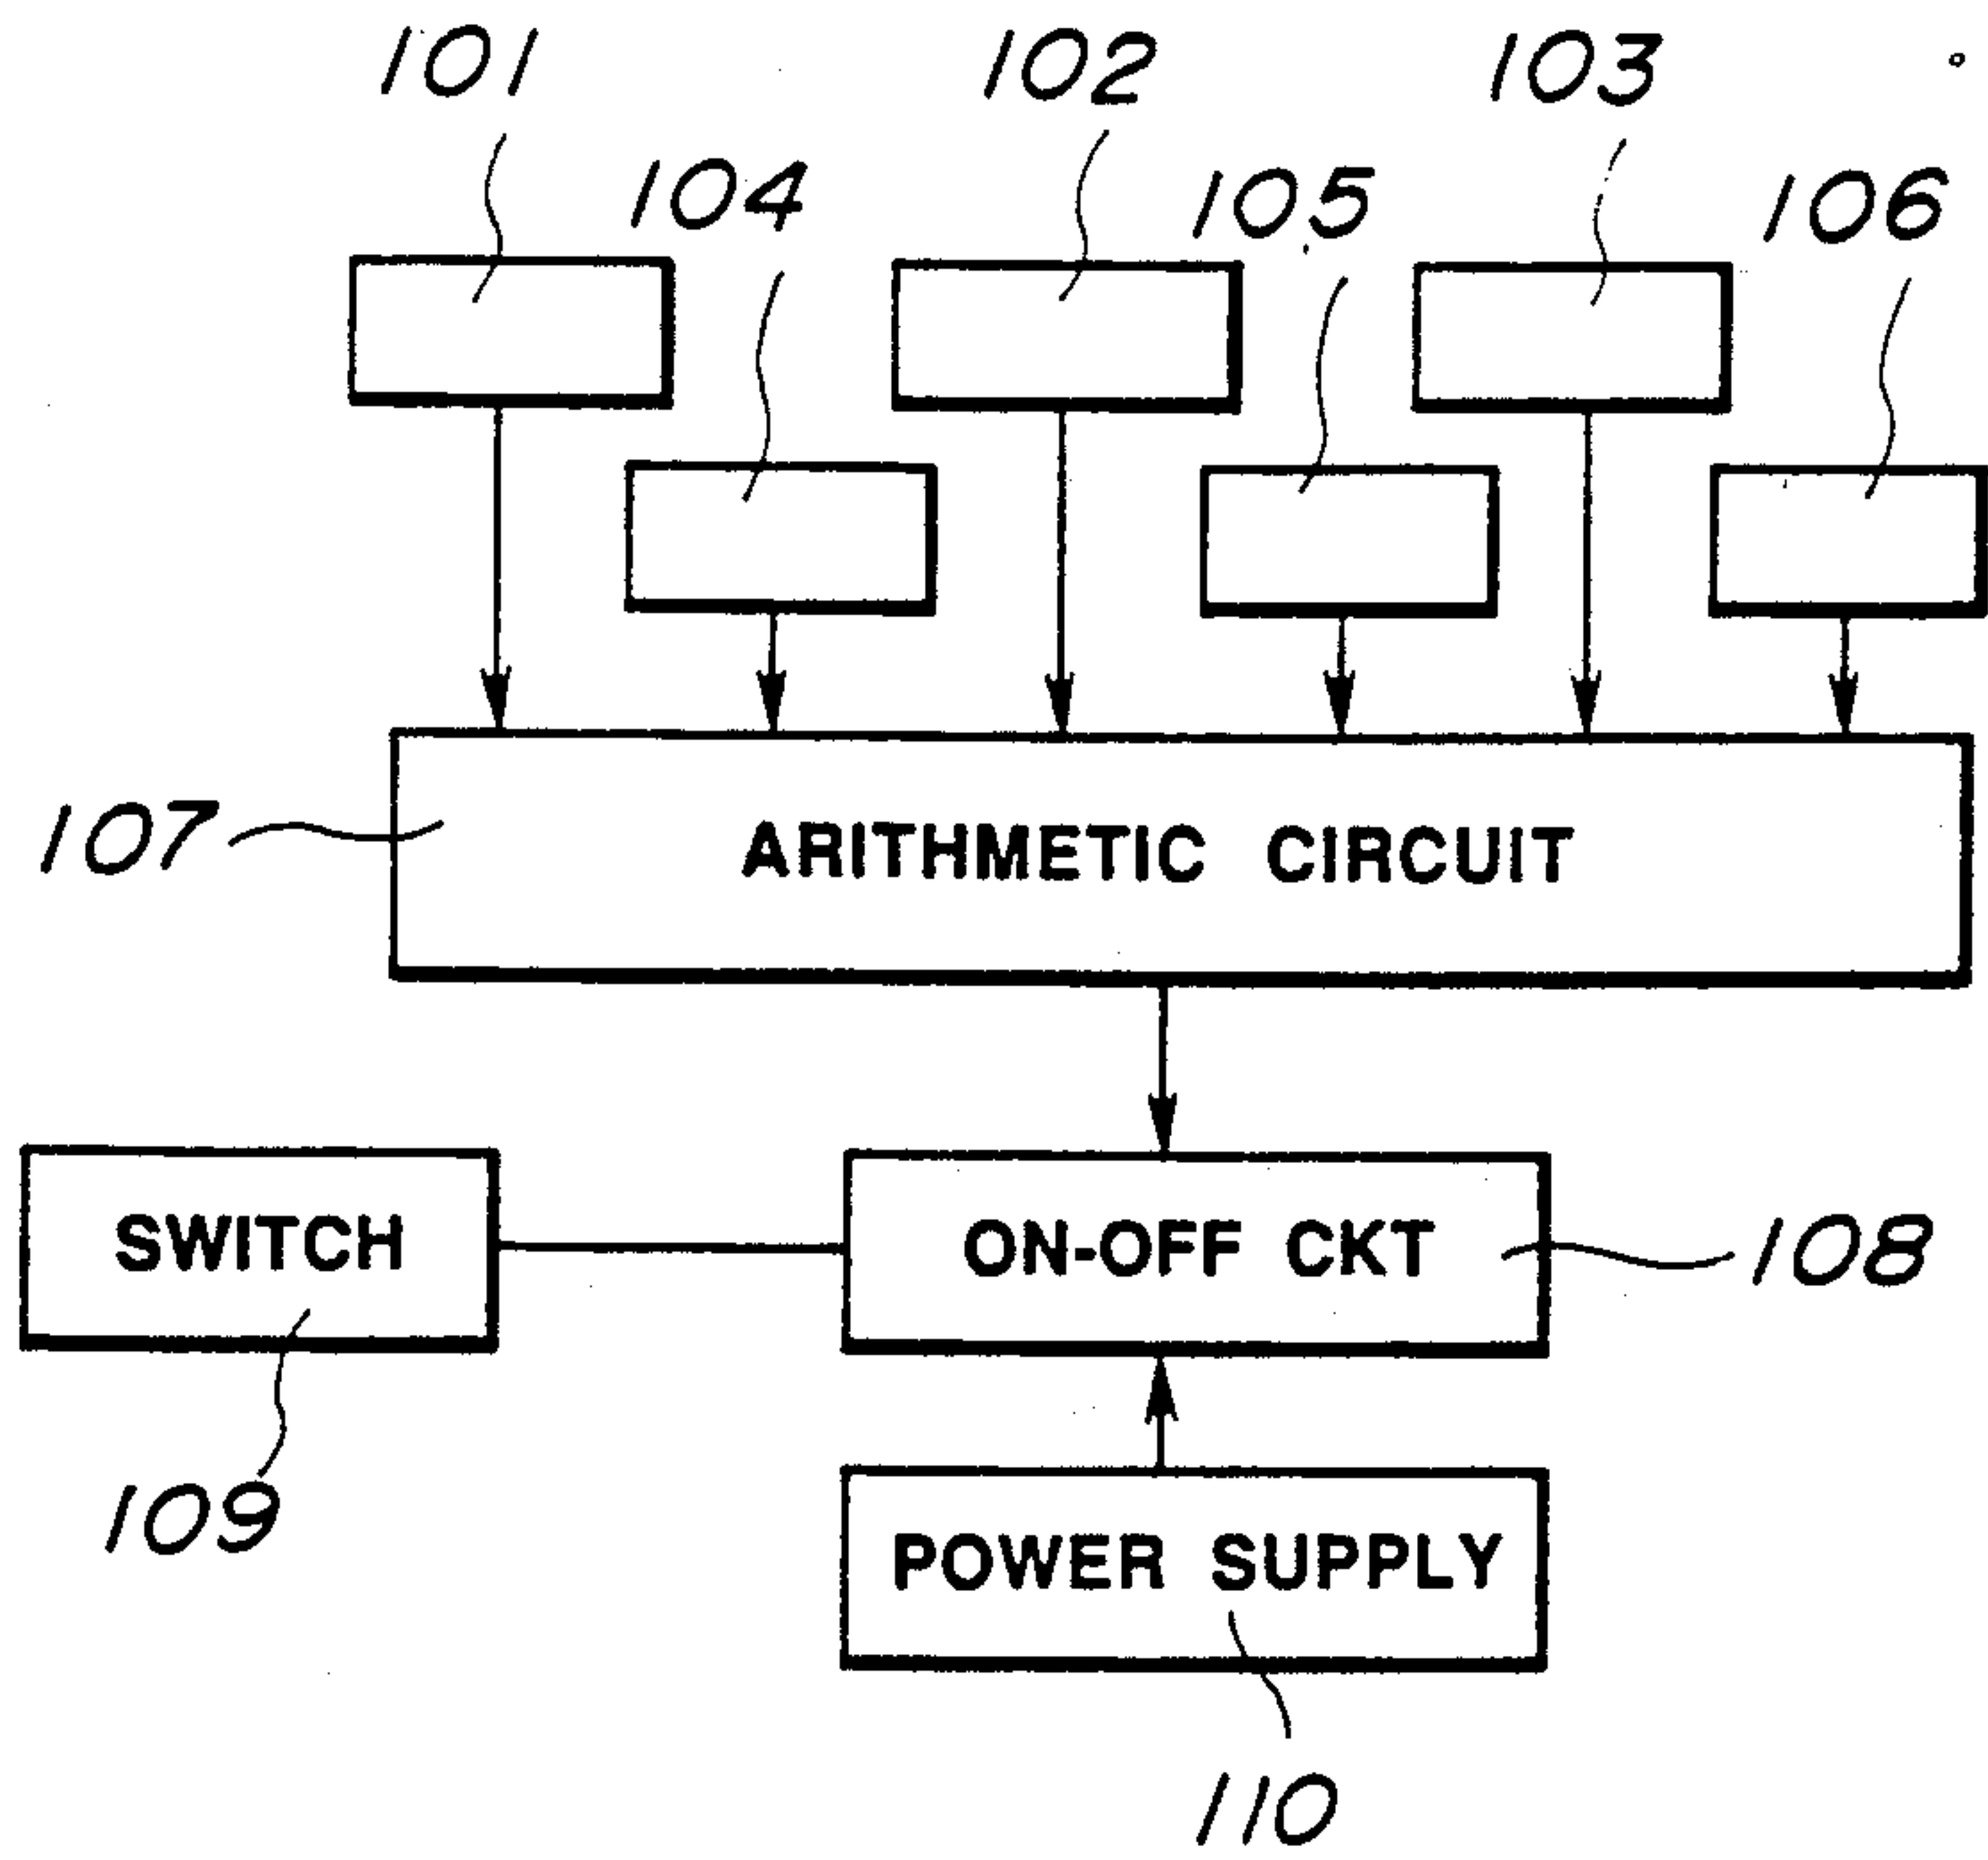 101 102 103
104 105 106
107 ARITHMETIC CIRCUIT
SWITCH ON-OFF CKT 108
109 POWER SUPPLY
110